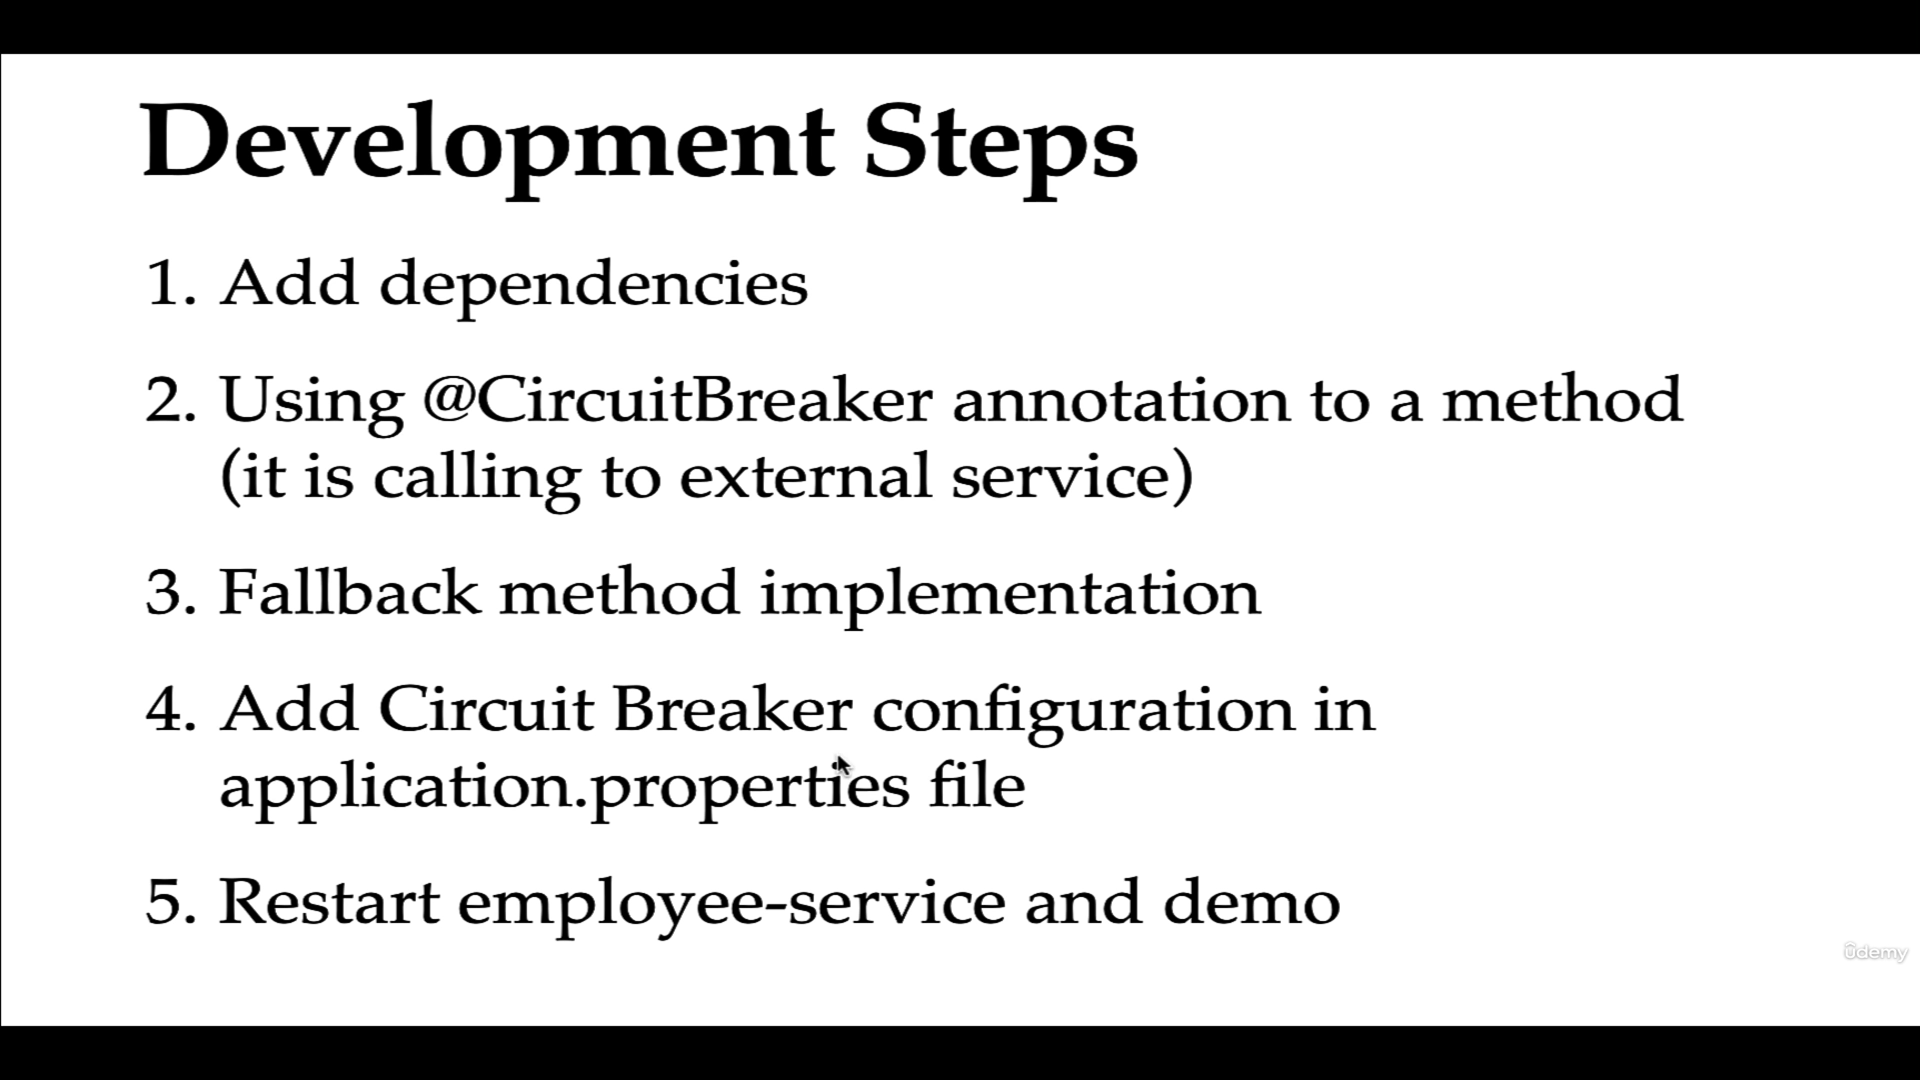 Development Steps
1. Add dependencies
2. Using @CircuitBreaker annotation to a method
(it is calling to external service)
3. Fallback method implementation
4. Add Circuit Breaker configuration in
application.properties file
5. Restart employee-service and demo
ûdemy